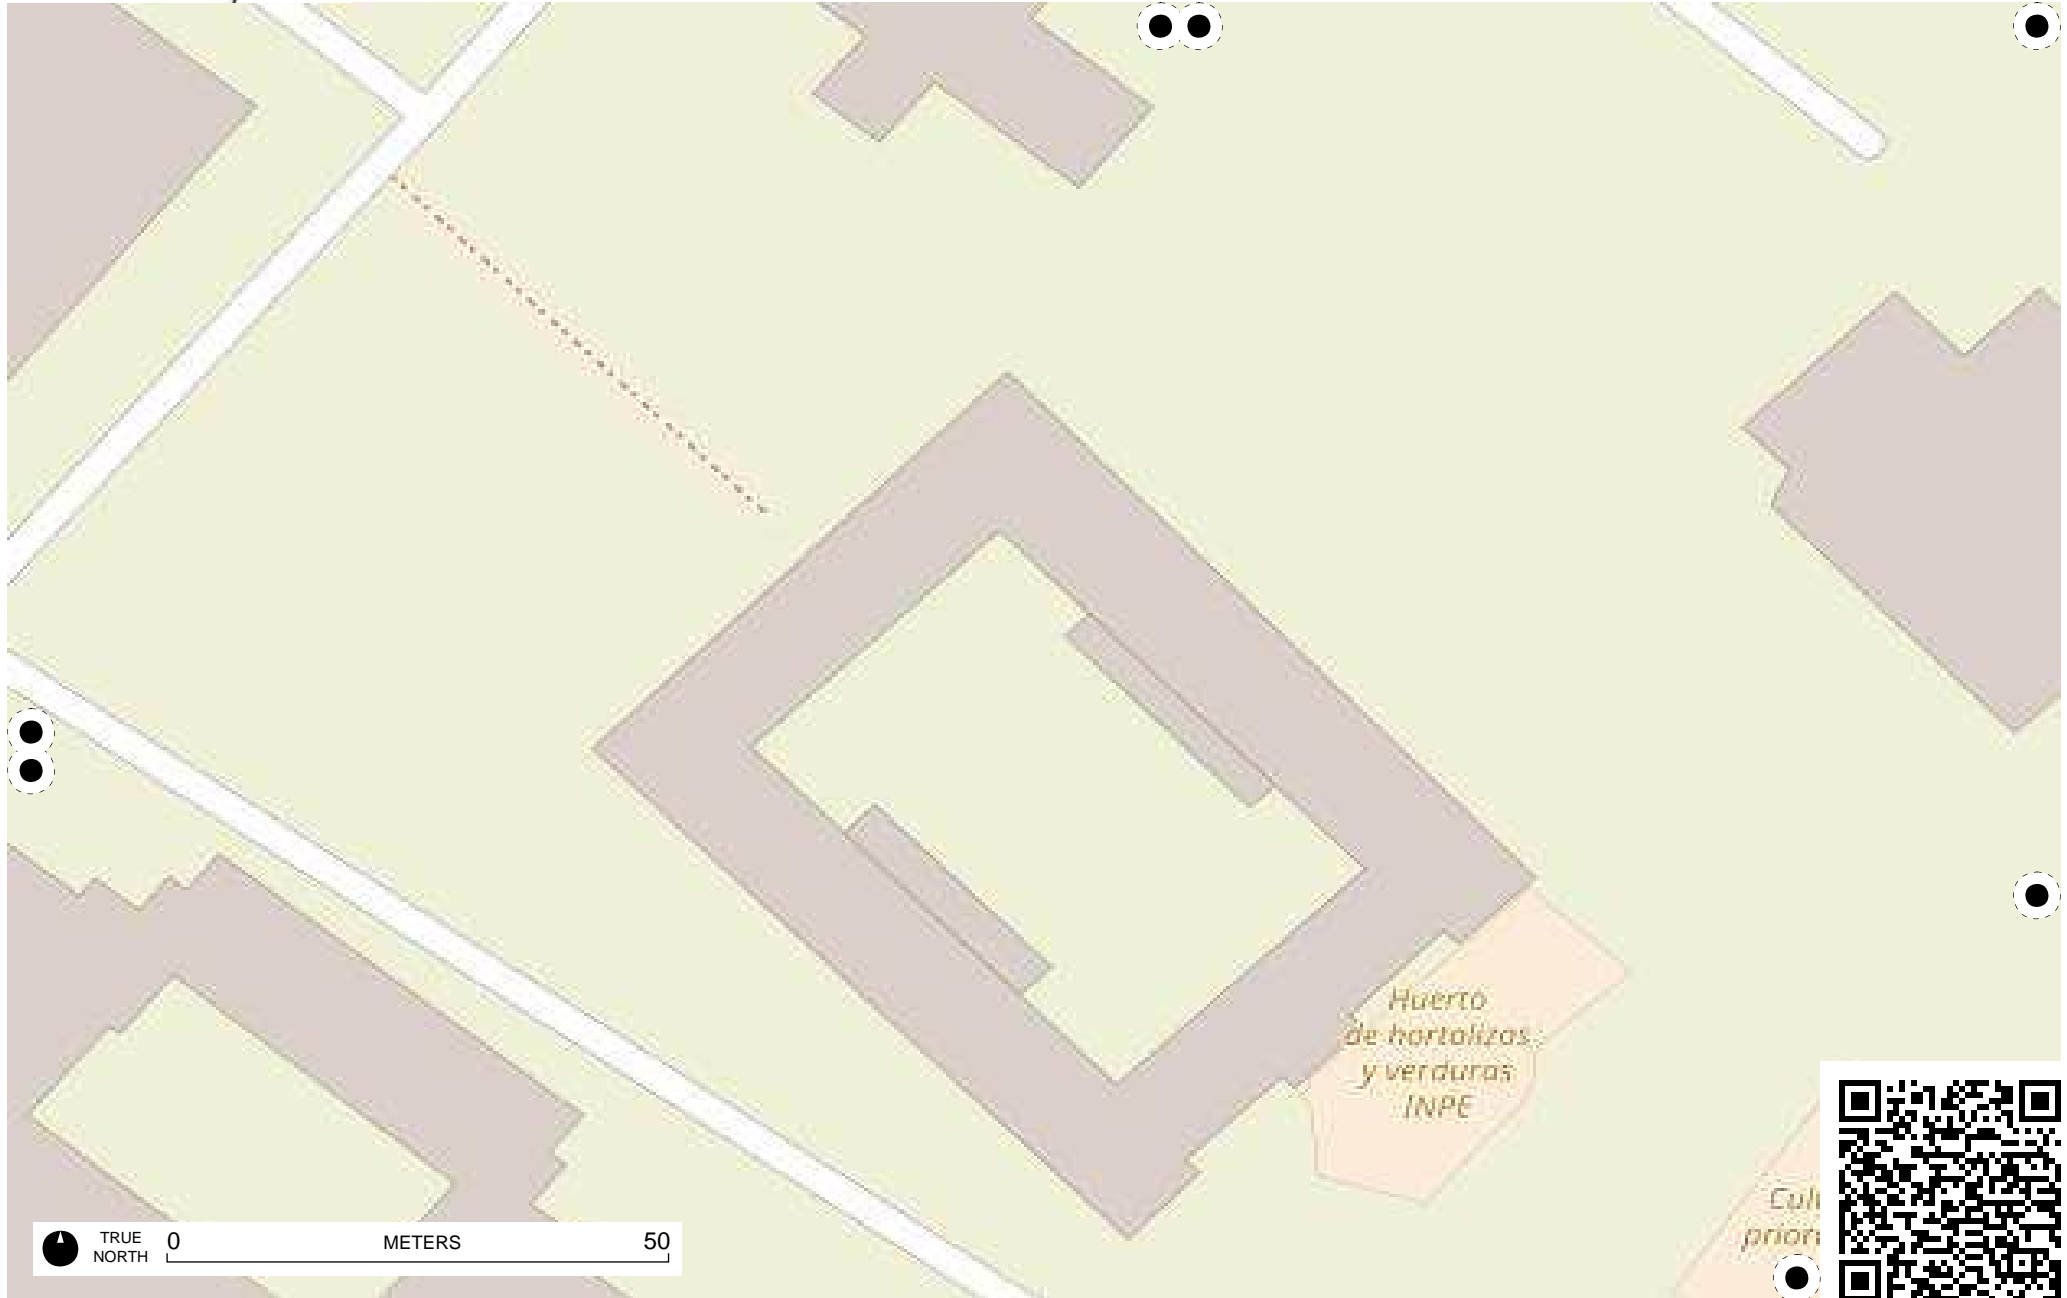 Huerto
de hortalizas
y verduras
INPE
TRUE
NORTH
0 METERS 50